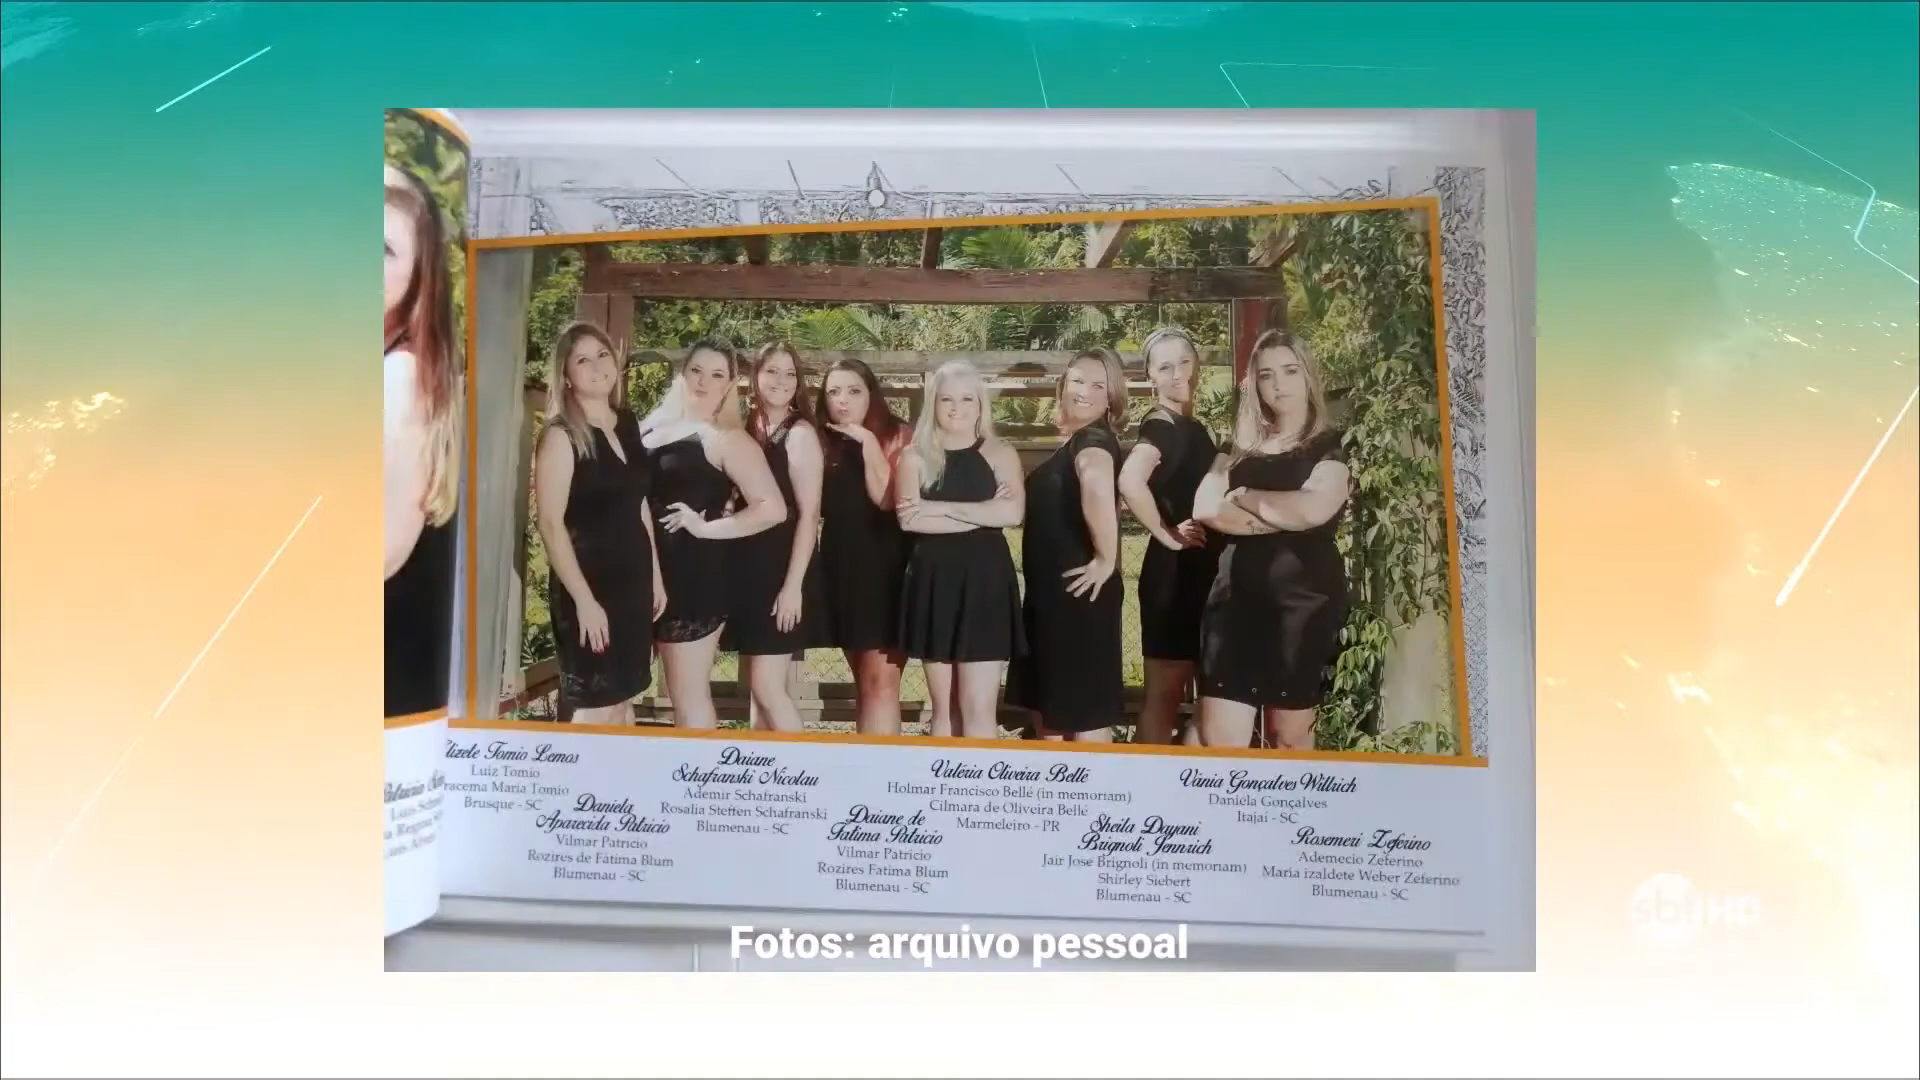 Tomio Lemos
Luiz Tomio
Maria Tomio
Brusque - SC
Daniela
Aparecida Patricio
Vilmar Patricio
Rozires de Fátima Blum
Blumenau - SC
Daiane
Schafranski Nicolau
Ademir Schafranski
Rosalia Steffen Schafranski
Blumenau - SC
Daiane de
Fatima Patricio
Vilmar Patricio
Rozires Fatima Blum
Blumenau - SC
Valéria Oliveira Bellé
Holmar Francisco Bellé (in memoriam)
Cilmara de Oliveira Bellé
Marmeleiro - PR
Sheila Dayani
Brignoli Jennrich
Jair José Brignoli (in memoriam)
Shirley Siebert
Blumenau - SC
Vânia Gonçalves Willrich
Daniela Gonçalves
Itajaí - SC
Rosemeri Zeferino
Ademecio Zeferino
Maria izaldete Weber Zeferino
Blumenau - SC
Fotos: arquivo pessoal